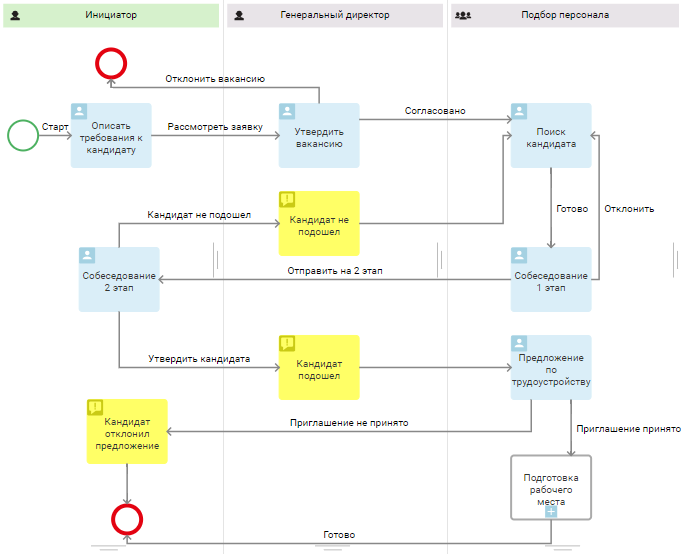 Инициатор
Генеральный директор
Подбор персонала
Отклонить вакансию
Старт
Описать
требования к
кандидату
Рассмотреть заявку
Утвердить
вакансию
Согласовано
Поиск
кандидата
Кандидат не подошел
Кандидат не
подошел
Готово
Отклонить
Собеседование
2 этап
Отправить на 2 этап
Собеседование
1 этап
Утвердить кандидата
Кандидат
подошел
Предложение
по
трудоустройству
Кандидат
отклонил
предложение
Приглашение не принято
Приглашение принято
Подготовка
рабочего
места
Готово